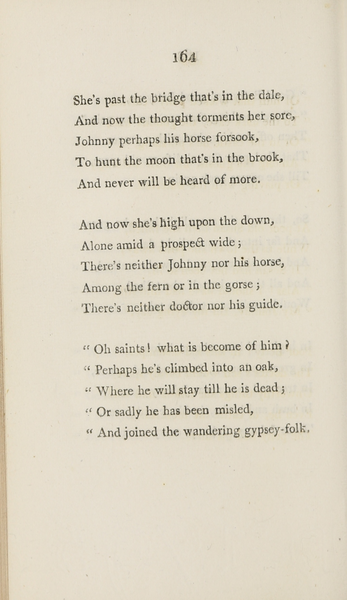 164
She's past the bridge that's in the dale,
And now the thought torments her sore,
Johnny perhaps his horse forsook,
To hunt the moon that's in the brook,
And never will be heard of more.
And now she's high upon the down,
Alone amid a prospect wide;
There's neither Johnny nor his horse,
Among the fern or in the gorse;
There's neither doctor nor his guide.
“ Oh saints! what is become of him?
“ Perhaps he's climbed into an oak,
“ Where he will stay till he is dead;
“ Or sadly he has been misled,
“ And joined the wandering gypsey-folk.